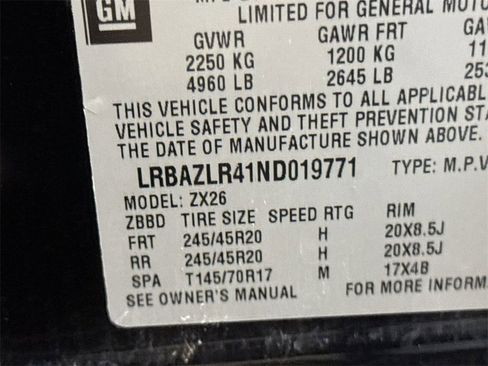 GM
LIMITED FOR GENERAL MOTO
GVWR GAWR FRT GA
2250 KG 1200 KG 11
4960 LB 2645 LB 253
THIS VEHICLE CONFORMS TO ALL APPLICABL
VEHICLE SAFETY AND THEFT PREVENTION STA
THE DATE OF MANUFACTURE SHOWN ABOVE.
LRBAZLR41ND019771 TYPE: M.P.V
MODEL: ZX26
ZBBD TIRE SIZE SPEED RTG RIM
FRT 245/45R20 H 20X8.5J
RR 245/45R20 H 20X8.5J
SPA T145/70R17 M 17X4B
SEE OWNER'S MANUAL FOR MORE INFORM